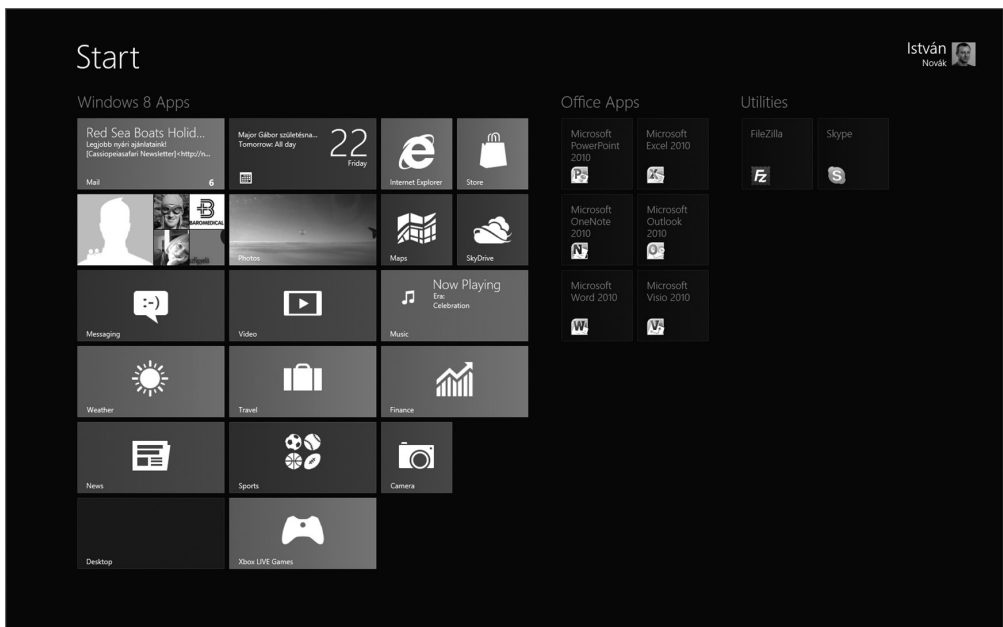 Start
István
Novák
Windows 8 Apps
Office Apps
Utilities
Red Sea Boats Holid...
Legjobb nyári ajánlataink!
[Cassiopeiasafari Newsletter]<http://n...
Mail
6
Major Gábor születésna...
Tomorrow: All day
22
Friday
Internet Explorer
Store
BAROMEDICAL
Photos
Maps
SkyDrive
Messaging
Video
Now Playing
Era:
Celebration
Music
Weather
Travel
Finance
News
Sports
Camera
Desktop
Xbox LIVE Games
Microsoft
PowerPoint
2010
Microsoft
Excel 2010
Microsoft
OneNote
2010
Microsoft
Outlook
2010
Microsoft
Word 2010
Microsoft
Visio 2010
FileZilla
Skype